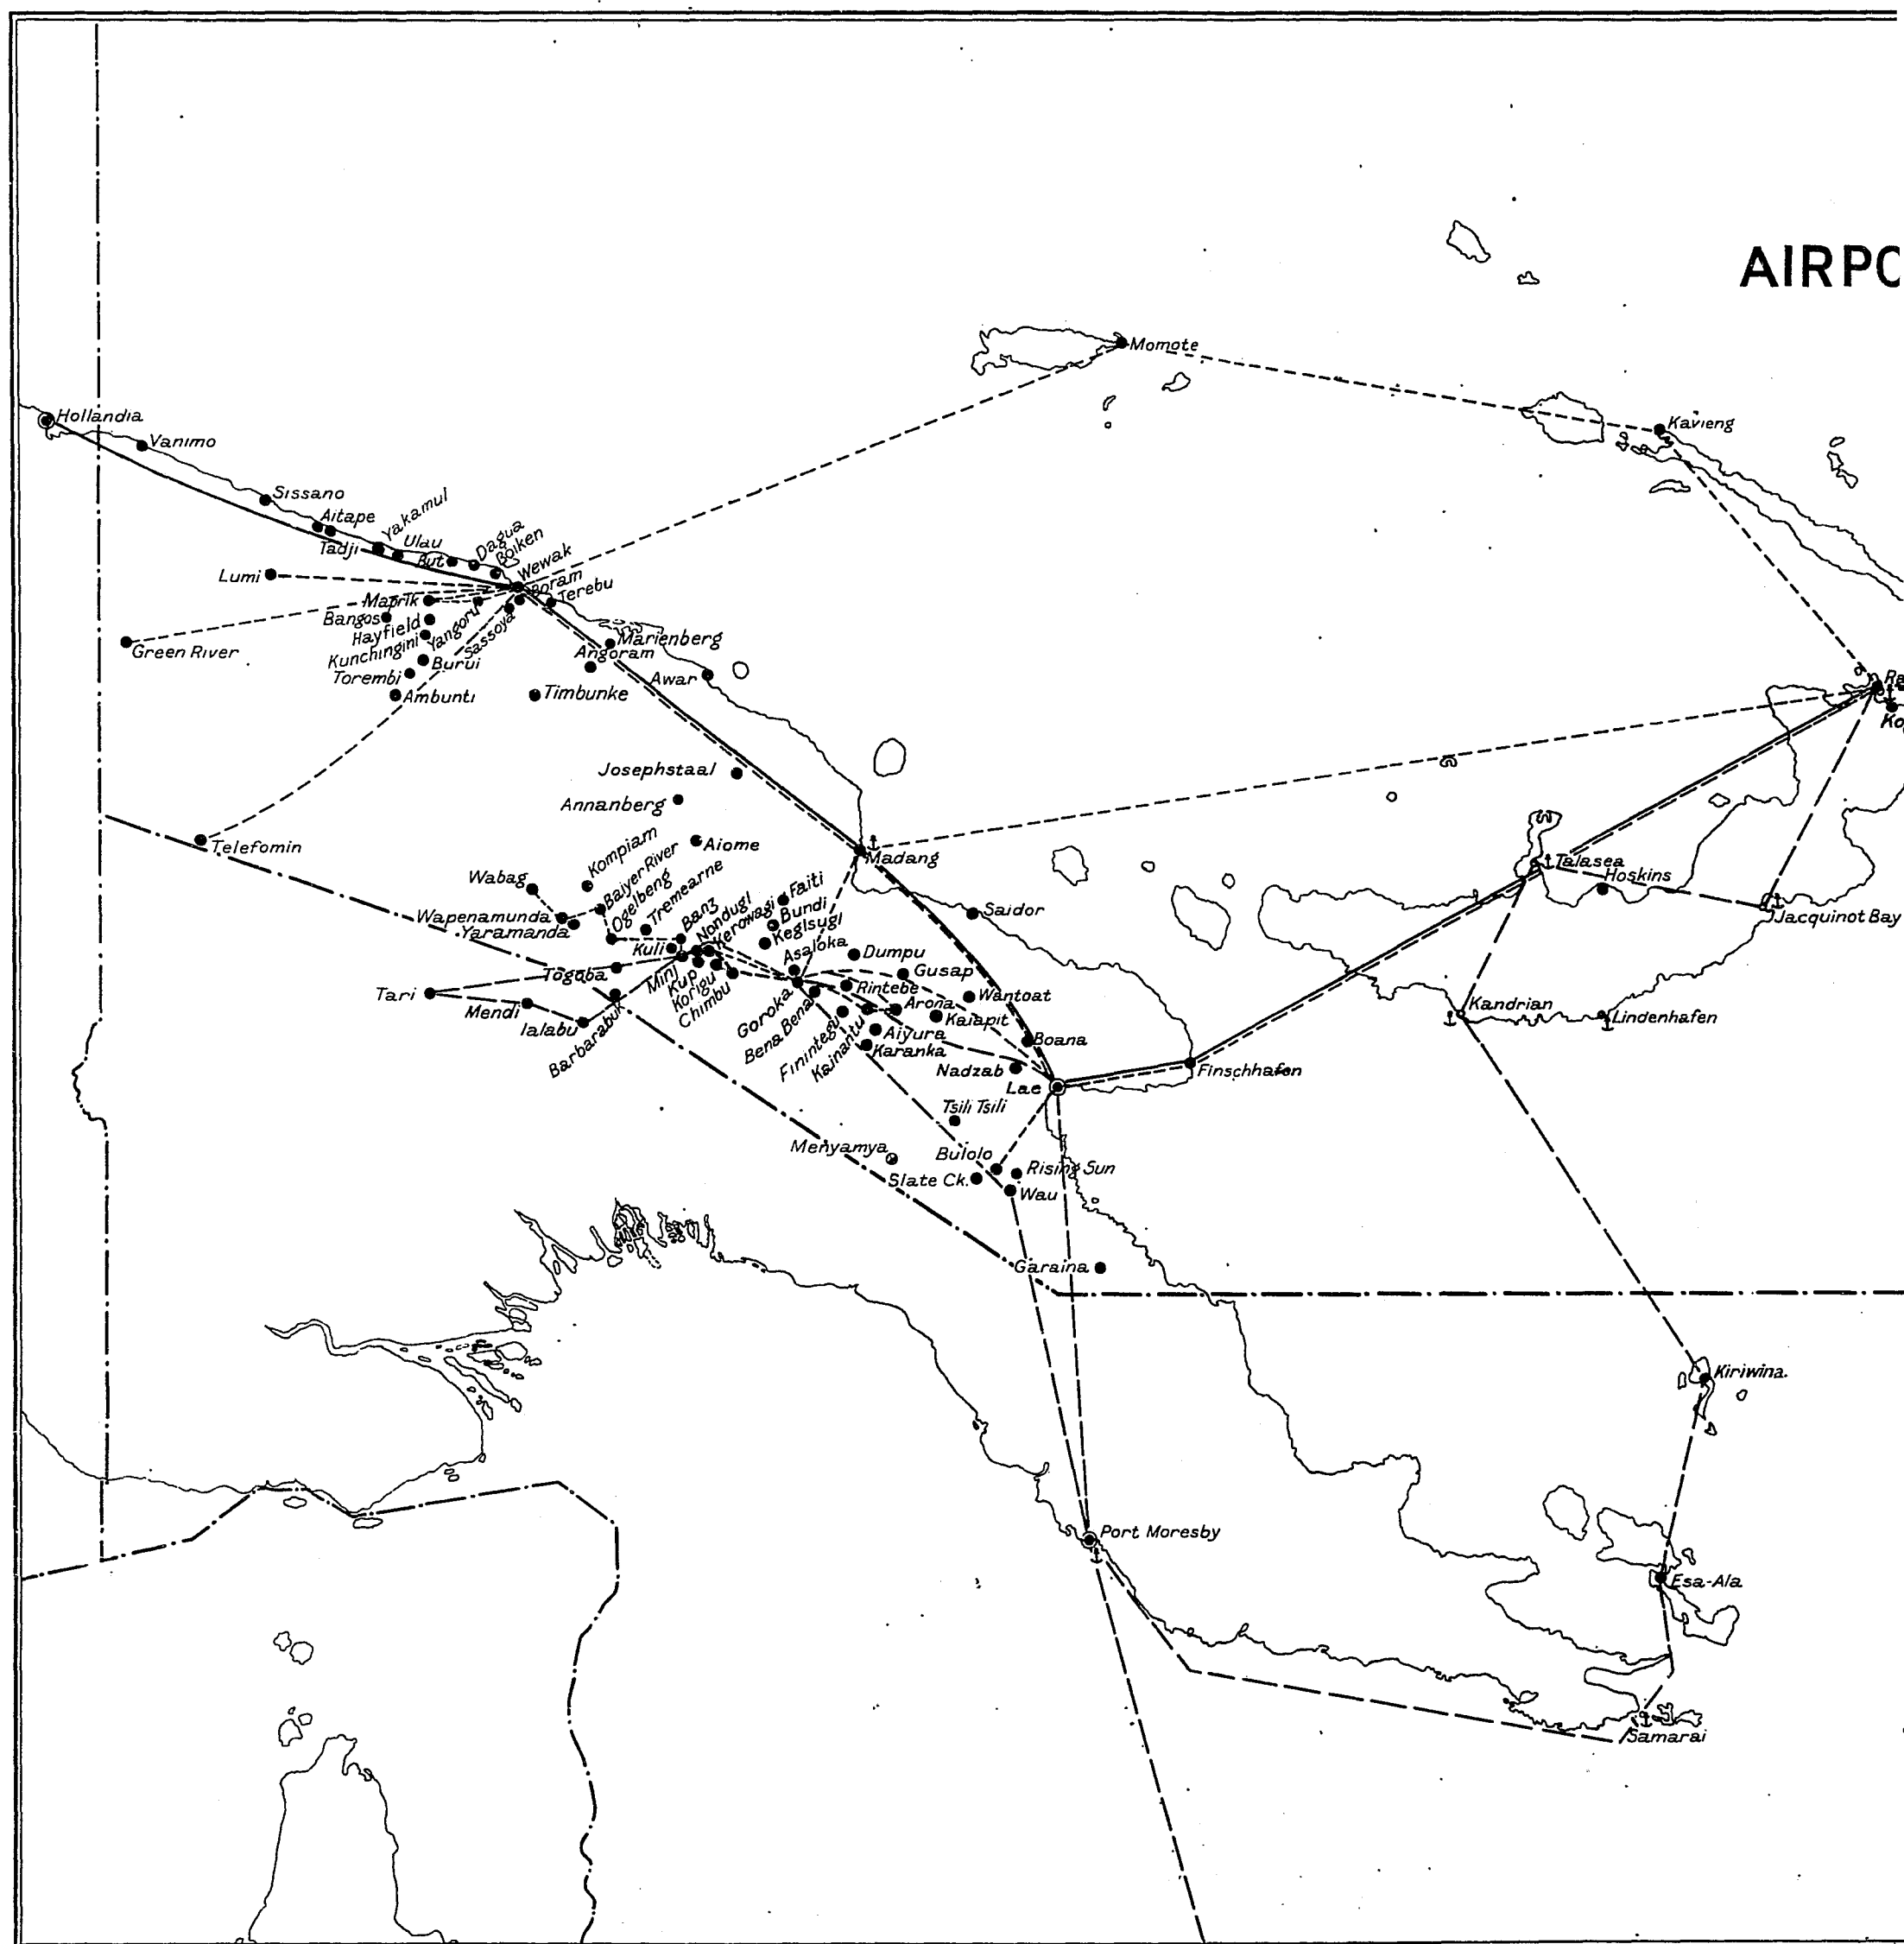 AIRPO
Momote
Hollandia
Kavieng
Vanimo
Sissano
Aitape
Yakamul
Tadji
Ulau
But
Dagua
Boiken
Wewak
Lumi
Boram
Terebu
Maprik
Bangos
Hayfield
Yangoru
Sassoya
Kunchingini
Marienberg
Green River
Burui
Angoram
Torembi
Awar
Ambunti
Timbunke
Ra
Ko
Josephstaal
Annanberg
Telefomin
Aiome
Madang
Talasea
Kompiam
Wabag
Baiyer River
Hoskins
Ogelbeng
Tremearne
Banz
Nondugl
Kerowagi
Faiti
Bundi
Keglsugl
Saidor
Jacquinot Bay
Wapenamunda
Yaramanda
Kuli
Asaloka
Dumpu
Togoba
Minj
Kup
Korigu
Chimbu
Gusap
Tari
Goroka
Rintebe
Wantoat
Mendi
Bena Bena
Arona
Kandrian
Ialabu
Barbarabuk
Finintegu
Kainantu
Kaiapit
Lindenhafen
Aiyura
Karanka
Boana
Nadzab
Finschhafen
Lae
Tsili Tsili
Menyamya
Bulolo
Slate Ck.
Rising Sun
Wau
Garaina
Kiriwina.
Port Moresby
Esa-Ala
Samarai